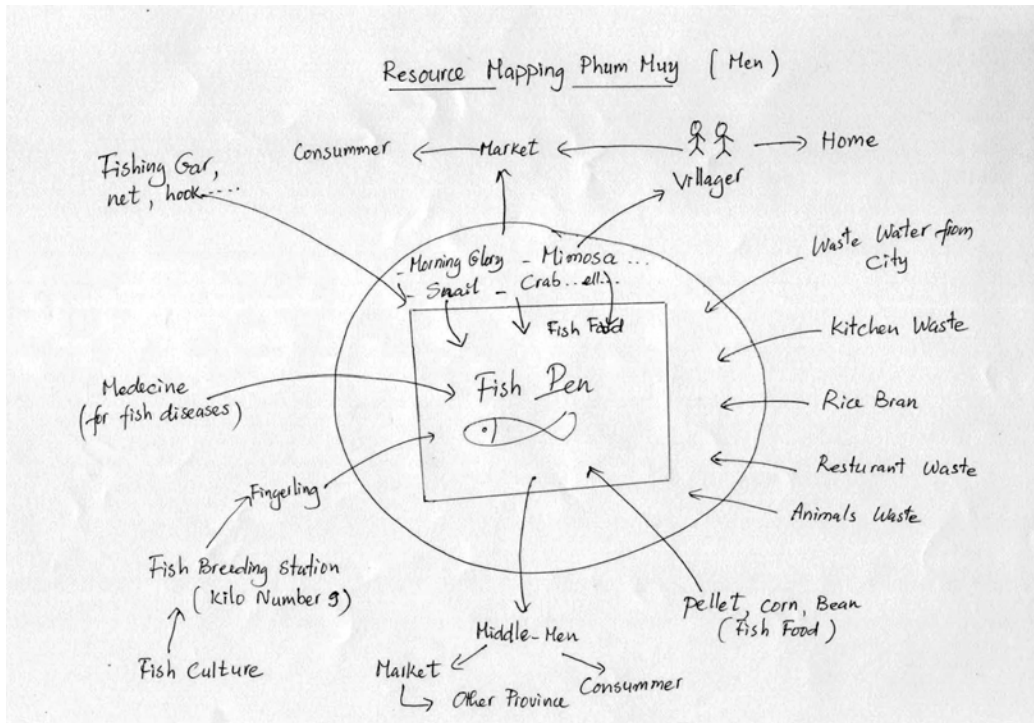 Resource Mapping Phum Muy (Men)
Consummer
Market
Home
Villager
Fishing Gar,
net, hook.....
Waste Water from
City
- Morning Glory - Mimosa ...
- Snail - Crab...ell...
Fish Food
Kitchen Waste
Fish Pen
Medecine
(for fish diseases)
Rice Bran
Resturant Waste
Fingerling
Animals Waste
Fish Breeding Station
(Kilo Number 9)
Pellet, Corn, Bean
(Fish Food)
Middle-Men
Fish Culture
Market
Consummer
Other Province